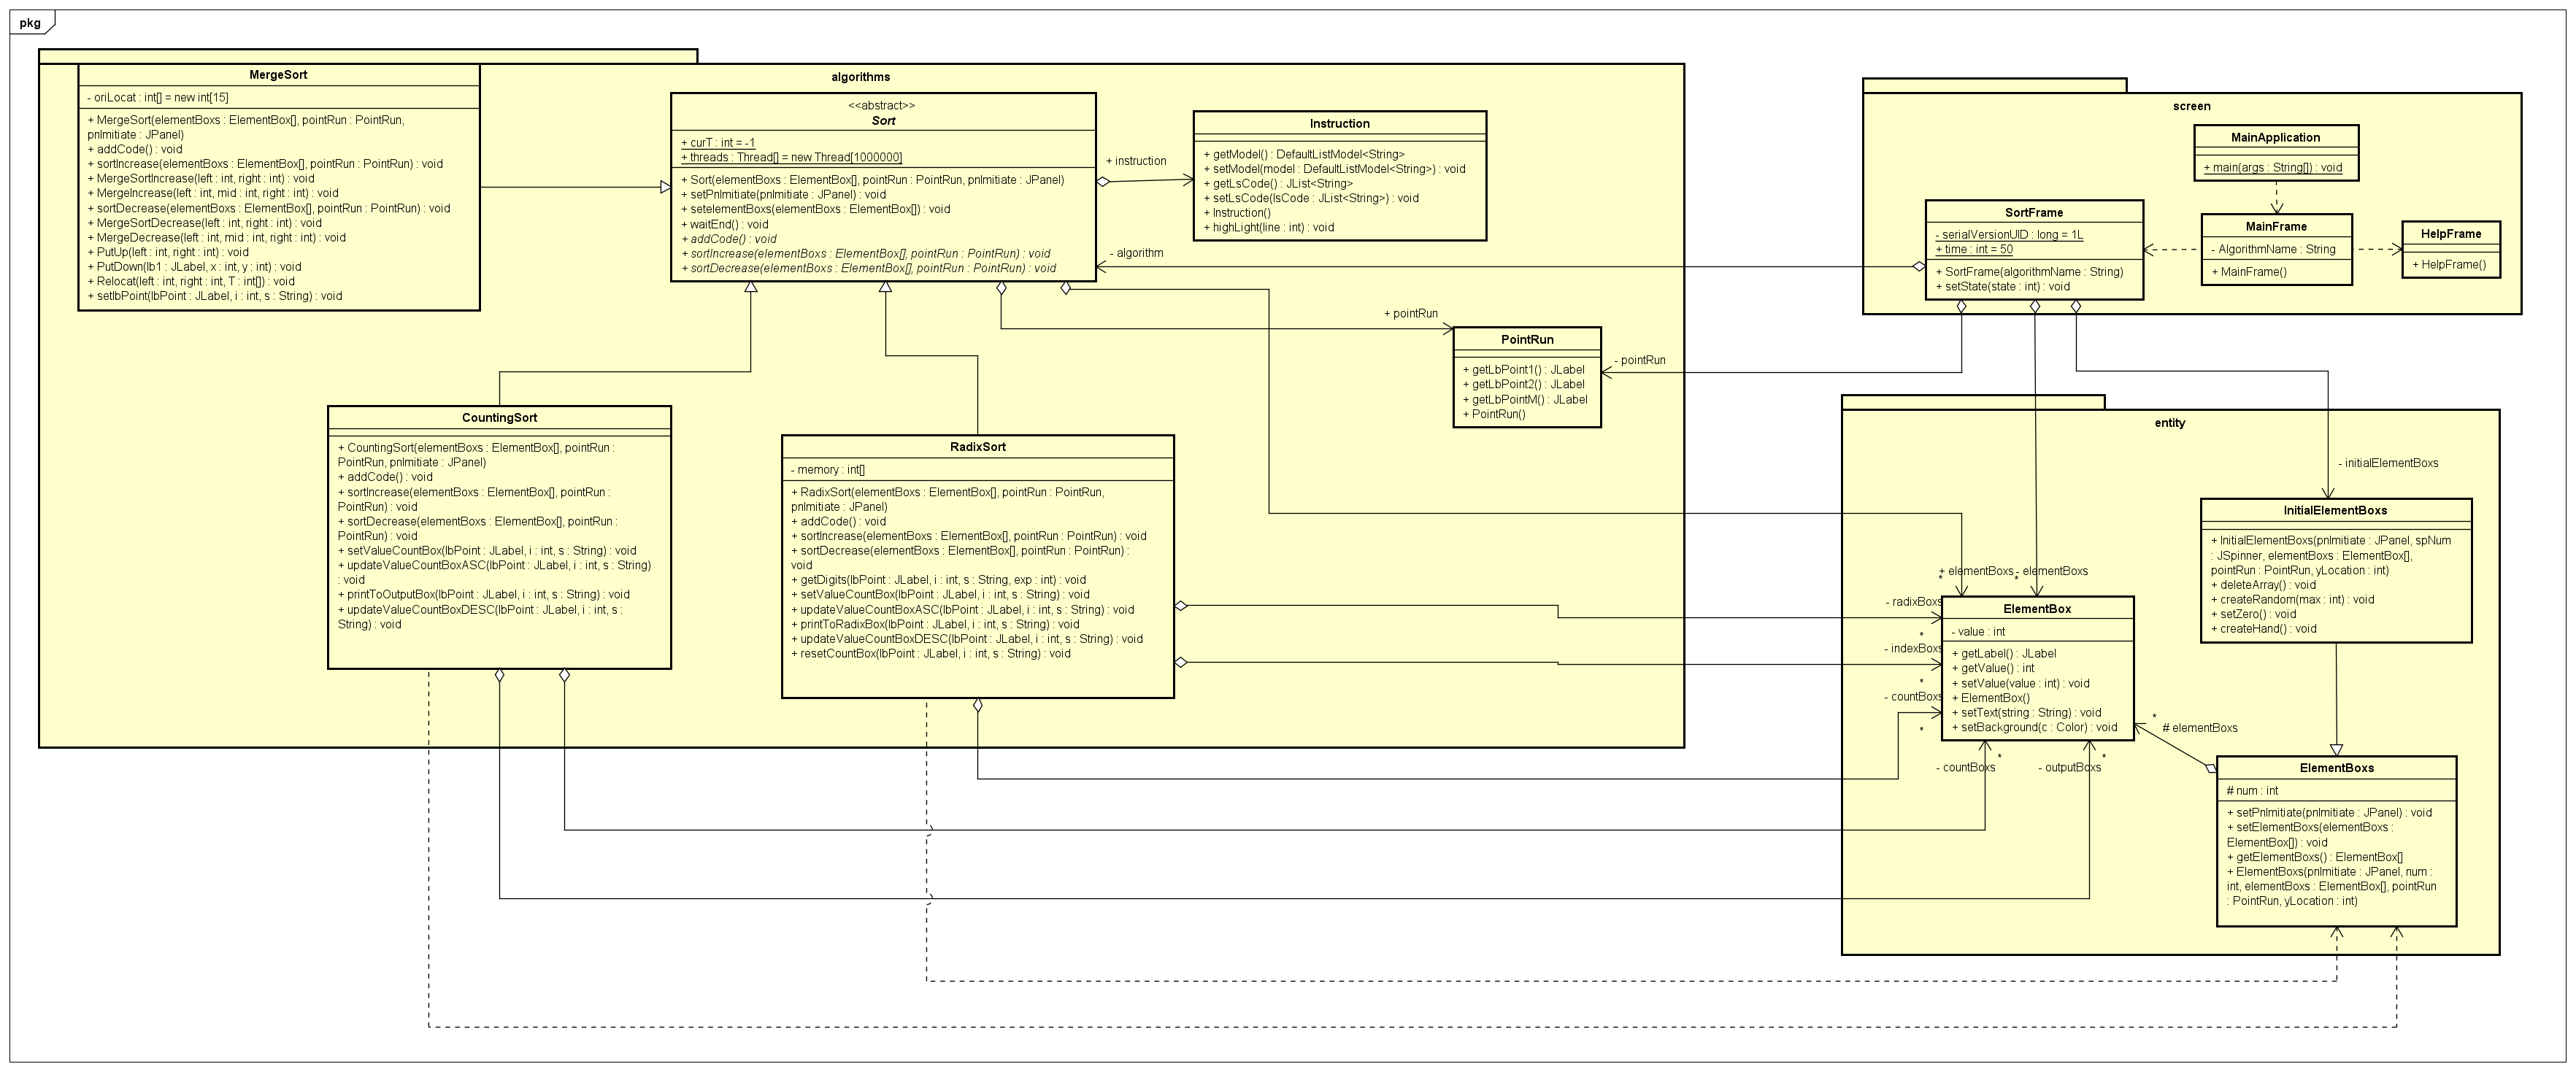 pkg
algorithms
MergeSort
- oriLocat : int[] = new int[15]
+ MergeSort(elementBoxs : ElementBox[], pointRun : PointRun,
pnImitiate : JPanel)
+ addCode() : void
+ sortIncrease(elementBoxs : ElementBox[], pointRun : PointRun) : void
+ MergeSortIncrease(left : int, right : int) : void
+ MergeIncrease(left : int, mid : int, right : int) : void
+ sortDecrease(elementBoxs : ElementBox[], pointRun : PointRun) : void
+ MergeSortDecrease(left : int, right : int) : void
+ MergeDecrease(left : int, mid : int, right : int) : void
+ PutUp(left : int, right : int) : void
+ PutDown(lb1 : JLabel, x : int, y : int) : void
+ Relocat(left : int, right : int, T : int[]) : void
+ setlbPoint(lbPoint : JLabel, i : int, s : String) : void
<<abstract>>
Sort
+ curT : int = -1
+ threads : Thread[] = new Thread[1000000]
+ Sort(elementBoxs : ElementBox[], pointRun : PointRun, pnImitiate : JPanel)
+ setPnImitiate(pnImitiate : JPanel) : void
+ setelementBoxs(elementBoxs : ElementBox[]) : void
+ waitEnd() : void
+ addCode() : void
+ sortIncrease(elementBoxs : ElementBox[], pointRun : PointRun) : void
+ sortDecrease(elementBoxs : ElementBox[], pointRun : PointRun) : void
+ instruction
Instruction
+ getModel() : DefaultListModel<String>
+ setModel(model : DefaultListModel<String>) : void
+ getLsCode() : JList<String>
+ setLsCode(lsCode : JList<String>) : void
+ Instruction()
+ highLight(line : int) : void
- algorithm
+ pointRun
PointRun
+ getLbPoint1() : JLabel
+ getLbPoint2() : JLabel
+ getLbPointM() : JLabel
+ PointRun()
- pointRun
CountingSort
+ CountingSort(elementBoxs : ElementBox[], pointRun :
PointRun, pnImitiate : JPanel)
+ addCode() : void
+ sortIncrease(elementBoxs : ElementBox[], pointRun :
PointRun) : void
+ sortDecrease(elementBoxs : ElementBox[], pointRun :
PointRun) : void
+ setValueCountBox(lbPoint : JLabel, i : int, s : String) : void
+ updateValueCountBoxASC(lbPoint : JLabel, i : int, s : String)
: void
+ printToOutputBox(lbPoint : JLabel, i : int, s : String) : void
+ updateValueCountBoxDESC(lbPoint : JLabel, i : int, s :
String) : void
RadixSort
- memory : int[]
+ RadixSort(elementBoxs : ElementBox[], pointRun : PointRun,
pnImitiate : JPanel)
+ addCode() : void
+ sortIncrease(elementBoxs : ElementBox[], pointRun : PointRun) : void
+ sortDecrease(elementBoxs : ElementBox[], pointRun : PointRun) :
void
+ getDigits(lbPoint : JLabel, i : int, s : String, exp : int) : void
+ setValueCountBox(lbPoint : JLabel, i : int, s : String) : void
+ updateValueCountBoxASC(lbPoint : JLabel, i : int, s : String) : void
+ printToRadixBox(lbPoint : JLabel, i : int, s : String) : void
+ updateValueCountBoxDESC(lbPoint : JLabel, i : int, s : String) : void
+ resetCountBox(lbPoint : JLabel, i : int, s : String) : void
screen
MainApplication
+ main(args : String[]) : void
SortFrame
- serialVersionUID : long = 1L
+ time : int = 50
+ SortFrame(algorithmName : String)
+ setState(state : int) : void
MainFrame
- AlgorithmName : String
+ MainFrame()
HelpFrame
+ HelpFrame()
entity
- initialElementBoxs
InitialElementBoxs
+ InitialElementBoxs(pnImitiate : JPanel, spNum
: JSpinner, elementBoxs : ElementBox[],
pointRun : PointRun, yLocation : int)
+ deleteArray() : void
+ createRandom(max : int) : void
+ setZero() : void
+ createHand() : void
+ elementBoxs
*
- elementBoxs
*
- radixBoxs
*
- indexBoxs
*
- countBoxs
*
ElementBox
- value : int
+ getLabel() : JLabel
+ getValue() : int
+ setValue(value : int) : void
+ ElementBox()
+ setText(string : String) : void
+ setBackground(c : Color) : void
*
# elementBoxs
*
- countBoxs
*
- outputBoxs
ElementBoxs
# num : int
+ setPnImitiate(pnImitiate : JPanel) : void
+ setElementBoxs(elementBoxs :
ElementBox[]) : void
+ getElementBoxs() : ElementBox[]
+ ElementBoxs(pnImitiate : JPanel, num :
int, elementBoxs : ElementBox[], pointRun
: PointRun, yLocation : int)